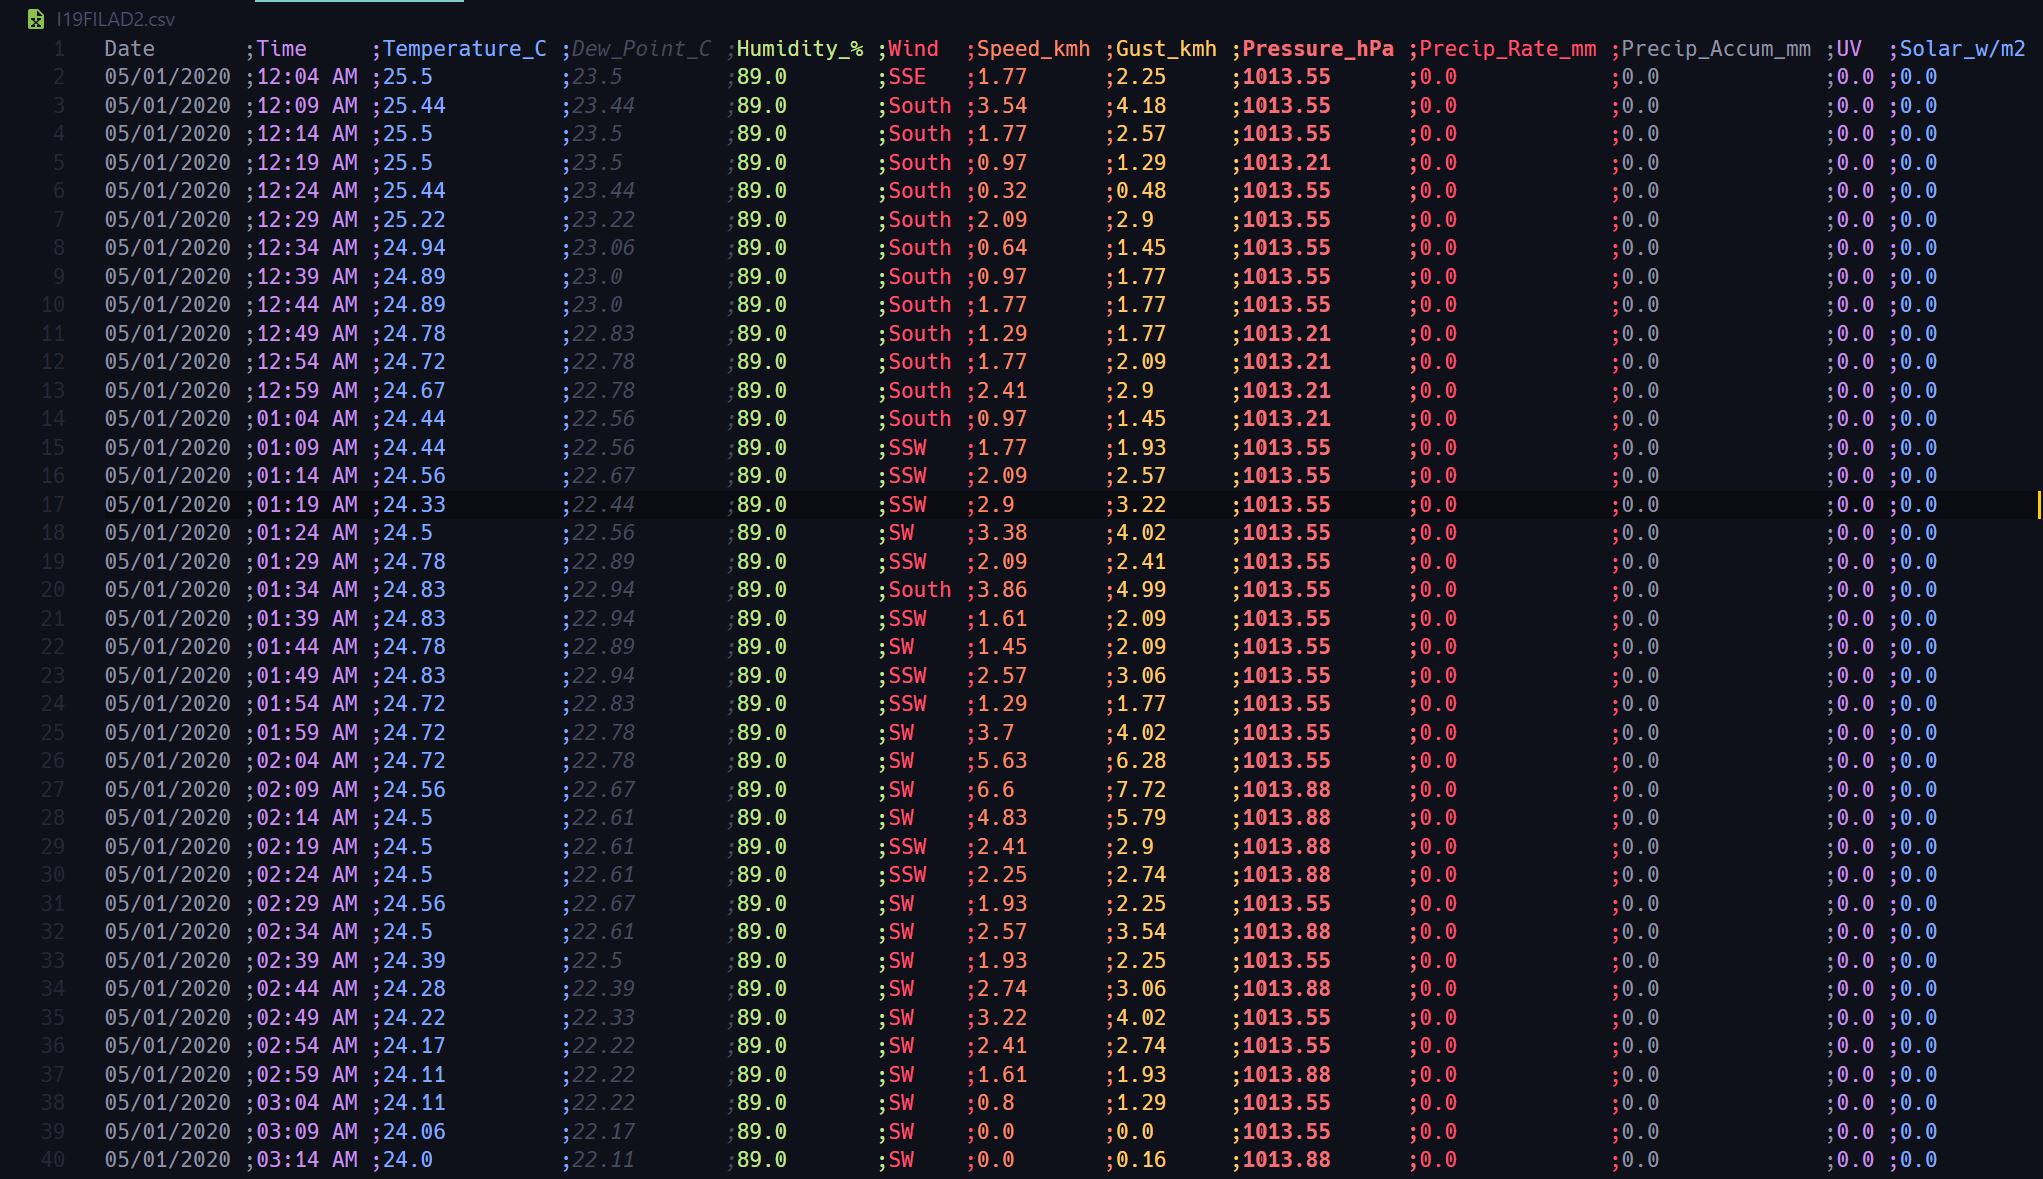 I19FILAD2.csv
1 Date ;Time ;Temperature_C ;Dew_Point_C ;Humidity_% ;Wind ;Speed_kmh ;Gust_kmh ;Pressure_hPa ;Precip_Rate_mm ;Precip_Accum_mm ;UV ;Solar_w/m2
2 05/01/2020 ;12:04 AM ;25.5 ;23.5 ;89.0 ;SSE ;1.77 ;2.25 ;1013.55 ;0.0 ;0.0 ;0.0 ;0.0
3 05/01/2020 ;12:09 AM ;25.44 ;23.44 ;89.0 ;South ;3.54 ;4.18 ;1013.55 ;0.0 ;0.0 ;0.0 ;0.0
4 05/01/2020 ;12:14 AM ;25.5 ;23.5 ;89.0 ;South ;1.77 ;2.57 ;1013.55 ;0.0 ;0.0 ;0.0 ;0.0
5 05/01/2020 ;12:19 AM ;25.5 ;23.5 ;89.0 ;South ;0.97 ;1.29 ;1013.21 ;0.0 ;0.0 ;0.0 ;0.0
6 05/01/2020 ;12:24 AM ;25.44 ;23.44 ;89.0 ;South ;0.32 ;0.48 ;1013.55 ;0.0 ;0.0 ;0.0 ;0.0
7 05/01/2020 ;12:29 AM ;25.22 ;23.22 ;89.0 ;South ;2.09 ;2.9 ;1013.55 ;0.0 ;0.0 ;0.0 ;0.0
8 05/01/2020 ;12:34 AM ;24.94 ;23.06 ;89.0 ;South ;0.64 ;1.45 ;1013.55 ;0.0 ;0.0 ;0.0 ;0.0
9 05/01/2020 ;12:39 AM ;24.89 ;23.0 ;89.0 ;South ;0.97 ;1.77 ;1013.55 ;0.0 ;0.0 ;0.0 ;0.0
10 05/01/2020 ;12:44 AM ;24.89 ;23.0 ;89.0 ;South ;1.77 ;1.77 ;1013.55 ;0.0 ;0.0 ;0.0 ;0.0
11 05/01/2020 ;12:49 AM ;24.78 ;22.83 ;89.0 ;South ;1.29 ;1.77 ;1013.21 ;0.0 ;0.0 ;0.0 ;0.0
12 05/01/2020 ;12:54 AM ;24.72 ;22.78 ;89.0 ;South ;1.77 ;2.09 ;1013.21 ;0.0 ;0.0 ;0.0 ;0.0
13 05/01/2020 ;12:59 AM ;24.67 ;22.78 ;89.0 ;South ;2.41 ;2.9 ;1013.21 ;0.0 ;0.0 ;0.0 ;0.0
14 05/01/2020 ;01:04 AM ;24.44 ;22.56 ;89.0 ;South ;0.97 ;1.45 ;1013.21 ;0.0 ;0.0 ;0.0 ;0.0
15 05/01/2020 ;01:09 AM ;24.44 ;22.56 ;89.0 ;SSW ;1.77 ;1.93 ;1013.55 ;0.0 ;0.0 ;0.0 ;0.0
16 05/01/2020 ;01:14 AM ;24.56 ;22.67 ;89.0 ;SSW ;2.09 ;2.57 ;1013.55 ;0.0 ;0.0 ;0.0 ;0.0
17 05/01/2020 ;01:19 AM ;24.33 ;22.44 ;89.0 ;SSW ;2.9 ;3.22 ;1013.55 ;0.0 ;0.0 ;0.0 ;0.0
18 05/01/2020 ;01:24 AM ;24.5 ;22.56 ;89.0 ;SW ;3.38 ;4.02 ;1013.55 ;0.0 ;0.0 ;0.0 ;0.0
19 05/01/2020 ;01:29 AM ;24.78 ;22.89 ;89.0 ;SSW ;2.09 ;2.41 ;1013.55 ;0.0 ;0.0 ;0.0 ;0.0
20 05/01/2020 ;01:34 AM ;24.83 ;22.94 ;89.0 ;South ;3.86 ;4.99 ;1013.55 ;0.0 ;0.0 ;0.0 ;0.0
21 05/01/2020 ;01:39 AM ;24.83 ;22.94 ;89.0 ;SSW ;1.61 ;2.09 ;1013.55 ;0.0 ;0.0 ;0.0 ;0.0
22 05/01/2020 ;01:44 AM ;24.78 ;22.89 ;89.0 ;SW ;1.45 ;2.09 ;1013.55 ;0.0 ;0.0 ;0.0 ;0.0
23 05/01/2020 ;01:49 AM ;24.83 ;22.94 ;89.0 ;SSW ;2.57 ;3.06 ;1013.55 ;0.0 ;0.0 ;0.0 ;0.0
24 05/01/2020 ;01:54 AM ;24.72 ;22.83 ;89.0 ;SSW ;1.29 ;1.77 ;1013.55 ;0.0 ;0.0 ;0.0 ;0.0
25 05/01/2020 ;01:59 AM ;24.72 ;22.78 ;89.0 ;SW ;3.7 ;4.02 ;1013.55 ;0.0 ;0.0 ;0.0 ;0.0
26 05/01/2020 ;02:04 AM ;24.72 ;22.78 ;89.0 ;SW ;5.63 ;6.28 ;1013.55 ;0.0 ;0.0 ;0.0 ;0.0
27 05/01/2020 ;02:09 AM ;24.56 ;22.67 ;89.0 ;SW ;6.6 ;7.72 ;1013.88 ;0.0 ;0.0 ;0.0 ;0.0
28 05/01/2020 ;02:14 AM ;24.5 ;22.61 ;89.0 ;SW ;4.83 ;5.79 ;1013.88 ;0.0 ;0.0 ;0.0 ;0.0
29 05/01/2020 ;02:19 AM ;24.5 ;22.61 ;89.0 ;SSW ;2.41 ;2.9 ;1013.88 ;0.0 ;0.0 ;0.0 ;0.0
30 05/01/2020 ;02:24 AM ;24.5 ;22.61 ;89.0 ;SSW ;2.25 ;2.74 ;1013.88 ;0.0 ;0.0 ;0.0 ;0.0
31 05/01/2020 ;02:29 AM ;24.56 ;22.67 ;89.0 ;SW ;1.93 ;2.25 ;1013.55 ;0.0 ;0.0 ;0.0 ;0.0
32 05/01/2020 ;02:34 AM ;24.5 ;22.61 ;89.0 ;SW ;2.57 ;3.54 ;1013.88 ;0.0 ;0.0 ;0.0 ;0.0
33 05/01/2020 ;02:39 AM ;24.39 ;22.5 ;89.0 ;SW ;1.93 ;2.25 ;1013.55 ;0.0 ;0.0 ;0.0 ;0.0
34 05/01/2020 ;02:44 AM ;24.28 ;22.39 ;89.0 ;SW ;2.74 ;3.06 ;1013.88 ;0.0 ;0.0 ;0.0 ;0.0
35 05/01/2020 ;02:49 AM ;24.22 ;22.33 ;89.0 ;SW ;3.22 ;4.02 ;1013.55 ;0.0 ;0.0 ;0.0 ;0.0
36 05/01/2020 ;02:54 AM ;24.17 ;22.22 ;89.0 ;SW ;2.41 ;2.74 ;1013.55 ;0.0 ;0.0 ;0.0 ;0.0
37 05/01/2020 ;02:59 AM ;24.11 ;22.22 ;89.0 ;SW ;1.61 ;1.93 ;1013.88 ;0.0 ;0.0 ;0.0 ;0.0
38 05/01/2020 ;03:04 AM ;24.11 ;22.22 ;89.0 ;SW ;0.8 ;1.29 ;1013.55 ;0.0 ;0.0 ;0.0 ;0.0
39 05/01/2020 ;03:09 AM ;24.06 ;22.17 ;89.0 ;SW ;0.0 ;0.0 ;1013.55 ;0.0 ;0.0 ;0.0 ;0.0
40 05/01/2020 ;03:14 AM ;24.0 ;22.11 ;89.0 ;SW ;0.0 ;0.16 ;1013.88 ;0.0 ;0.0 ;0.0 ;0.0